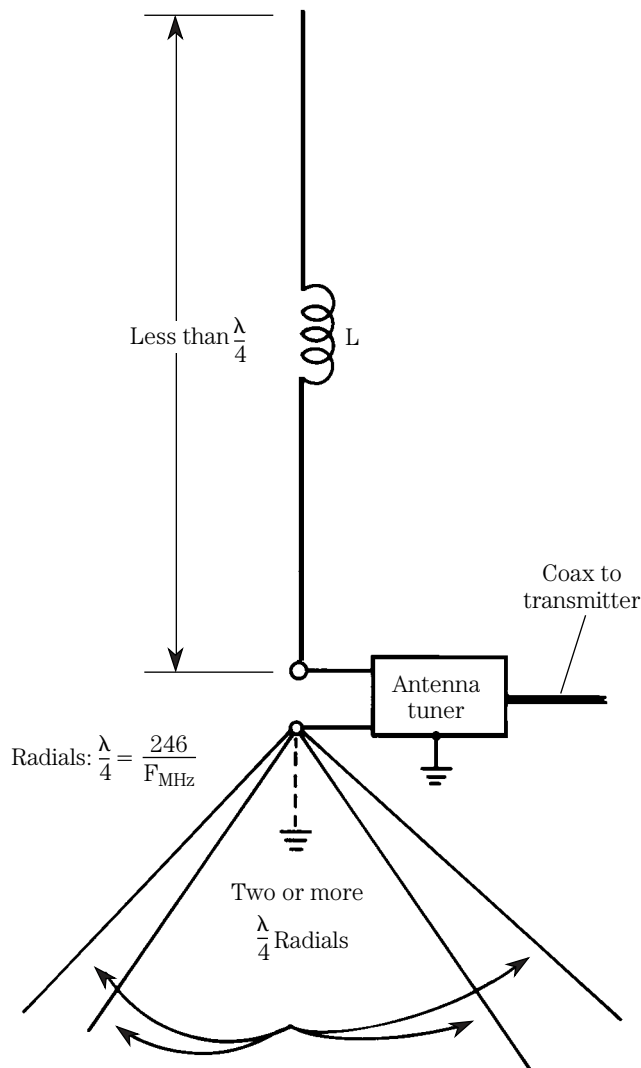 Less than λ/4
L
Coax to
transmitter
Antenna
tuner
Radials: λ/4 = 246/F_MHz
Two or more
λ/4 Radials